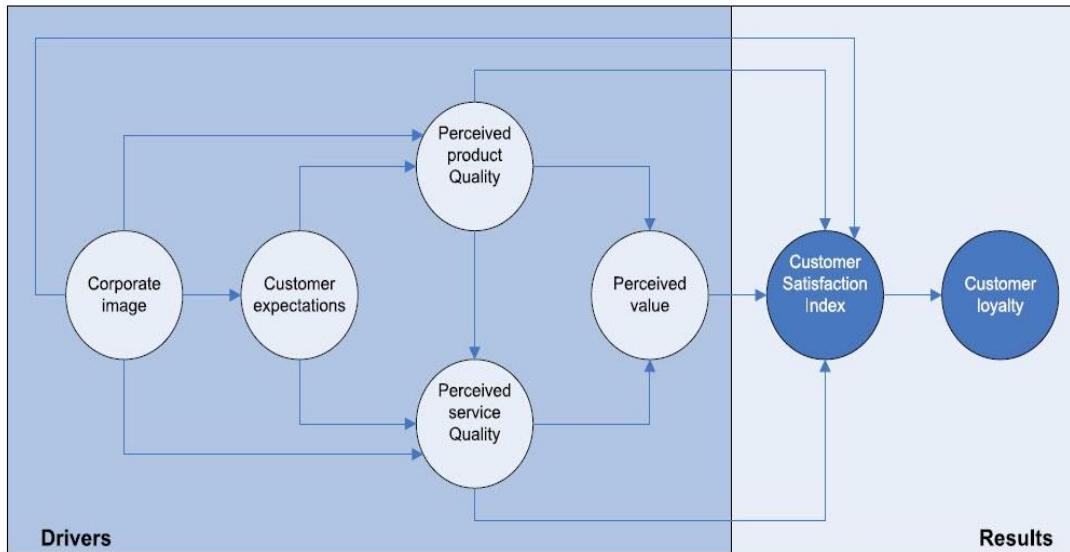 Perceived
product
Quality
Corporate
image
Customer
expectations
Perceived
value
Customer
Satisfaction
Index
Customer
loyalty
Perceived
service
Quality
Drivers
Results